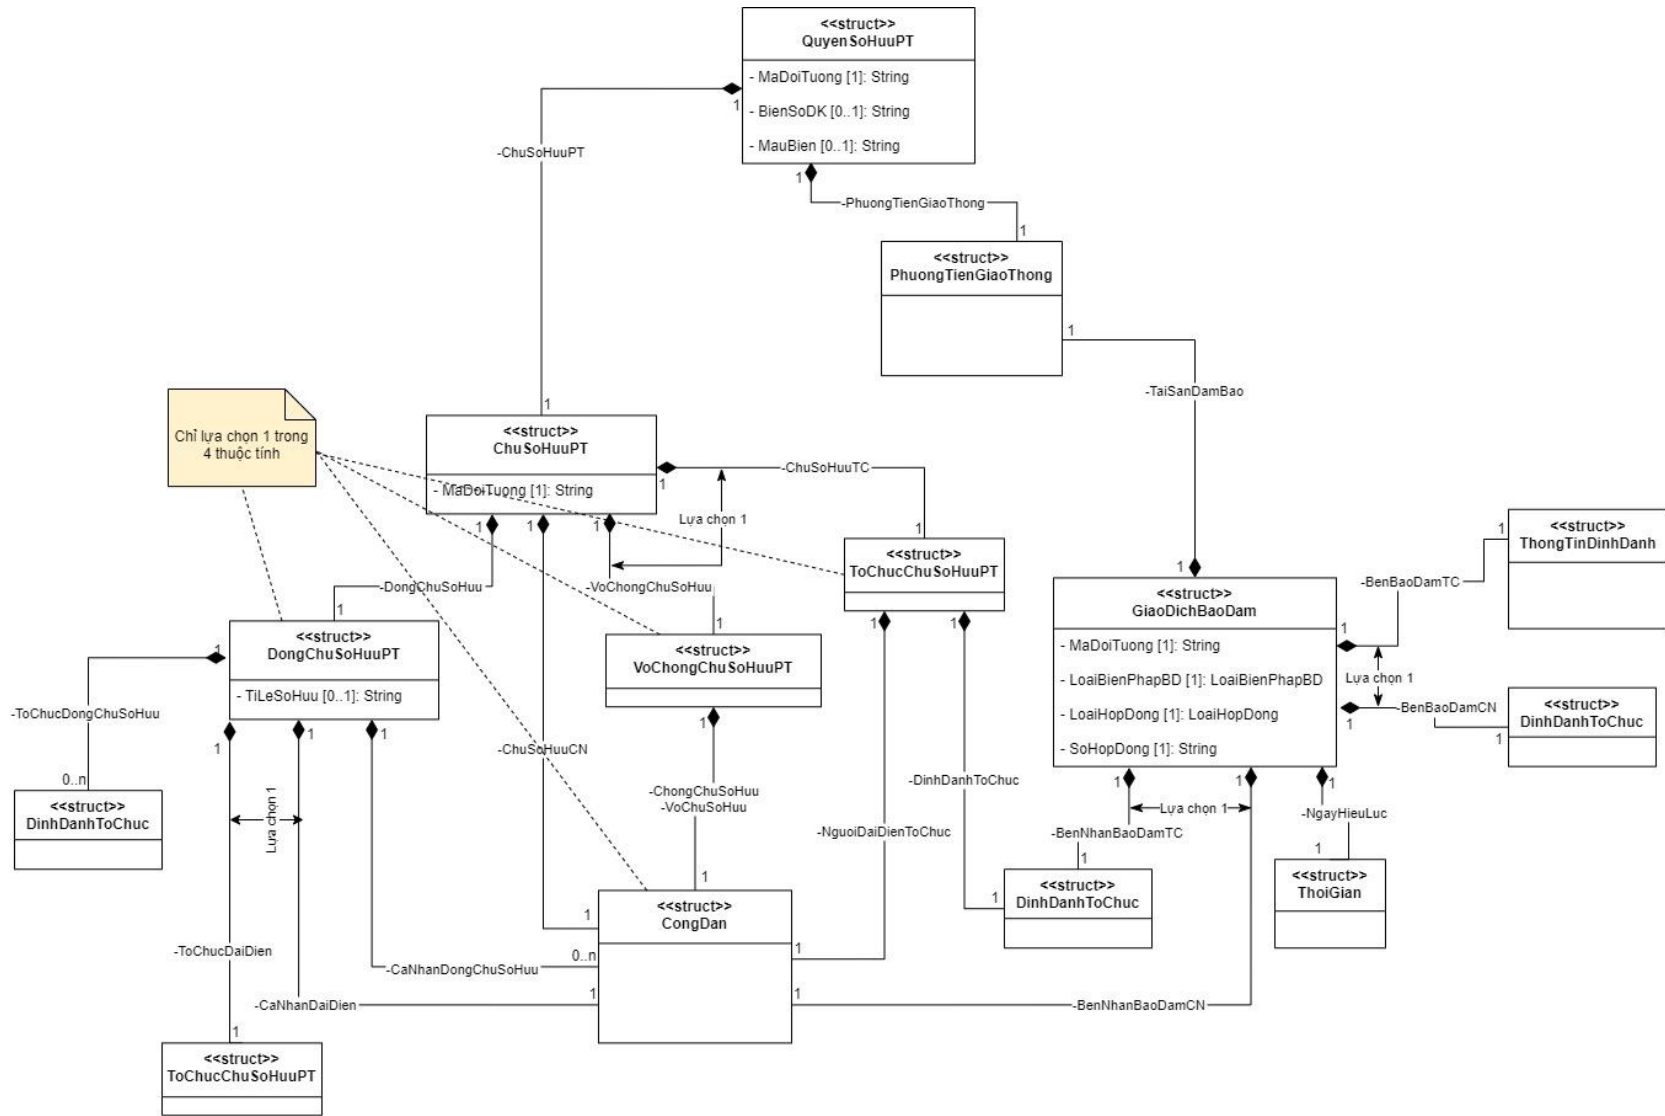 <<struct>>
QuyenSoHuuPT
- MaDoiTuong [1]: String
- BienSoDK [0..1]: String
- MauBien [0..1]: String
1
-ChuSoHuuPT
1
-PhuongTienGiaoThong
1
<<struct>>
PhuongTienGiaoThong
1
-TaiSanDamBao
Chỉ lựa chọn 1 trong
4 thuộc tính
1
<<struct>>
ChuSoHuuPT
- MaDoiTuong [1]: String
-ChuSoHuuTC
1
Lựa chọn 1
1
1
1
1
<<struct>>
ToChucChuSoHuuPT
-DongChuSoHuu
-VoChongChuSoHuu
1
<<struct>>
ThongTinDinhDanh
-BenBaoDamTC
1
<<struct>>
GiaoDichBaoDam
- MaDoiTuong [1]: String
- LoaiBienPhapBD [1]: LoaiBienPhapBD
- LoaiHopDong [1]: LoaiHopDong
- SoHopDong [1]: String
1
Lựa chọn 1
1
-BenBaoDamCN
1
<<struct>>
DinhDanhToChuc
1
<<struct>>
DongChuSoHuuPT
- TiLeSoHuu [0..1]: String
1
<<struct>>
VoChongChuSoHuuPT
1
1
1
-ToChucDongChuSoHuu
0..n
<<struct>>
DinhDanhToChuc
1
1
1
Lựa chọn 1
-ChuSoHuuCN
1
-ChongChuSoHuu
-VoChuSoHuu
1
-DinhDanhToChuc
-NguoiDaiDienToChuc
1
1
1
Lựa chọn 1
-BenNhanBaoDamTC
1
-NgayHieuLuc
1
<<struct>>
DinhDanhToChuc
1
<<struct>>
ThoiGian
<<struct>>
CongDan
1
0..n
1
1
1
-ToChucDaiDien
-CaNhanDongChuSoHuu
-CaNhanDaiDien
-BenNhanBaoDamCN
1
<<struct>>
ToChucChuSoHuuPT